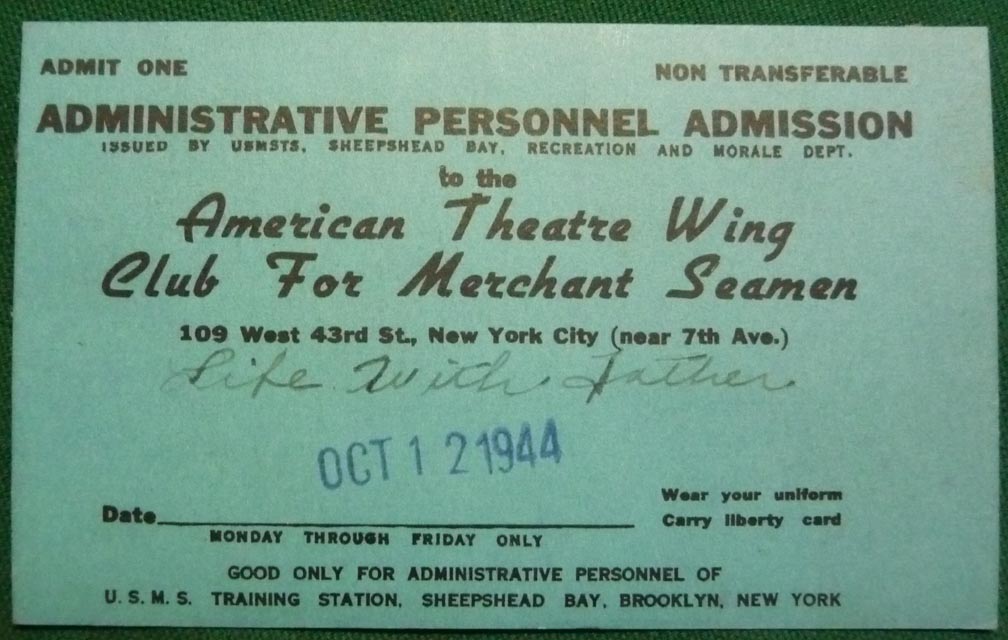 ADMIT ONE
NON TRANSFERABLE
ADMINISTRATIVE PERSONNEL ADMISSION
ISSUED BY USMSTS, SHEEPSHEAD BAY, RECREATION AND MORALE DEPT.
to the
American Theatre Wing
Club For Merchant Seamen
109 West 43rd St., New York City (near 7th Ave.)
Life With Father
OCT 12 1944
Wear your uniform
Date
Carry liberty card
MONDAY THROUGH FRIDAY ONLY
GOOD ONLY FOR ADMINISTRATIVE PERSONNEL OF
U. S. M. S. TRAINING STATION, SHEEPSHEAD BAY, BROOKLYN, NEW YORK